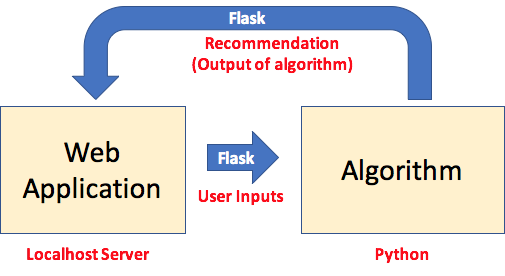 Flask
Recommendation
(Output of algorithm)
Web
Application
Flask
User Inputs
Algorithm
Localhost Server
Python